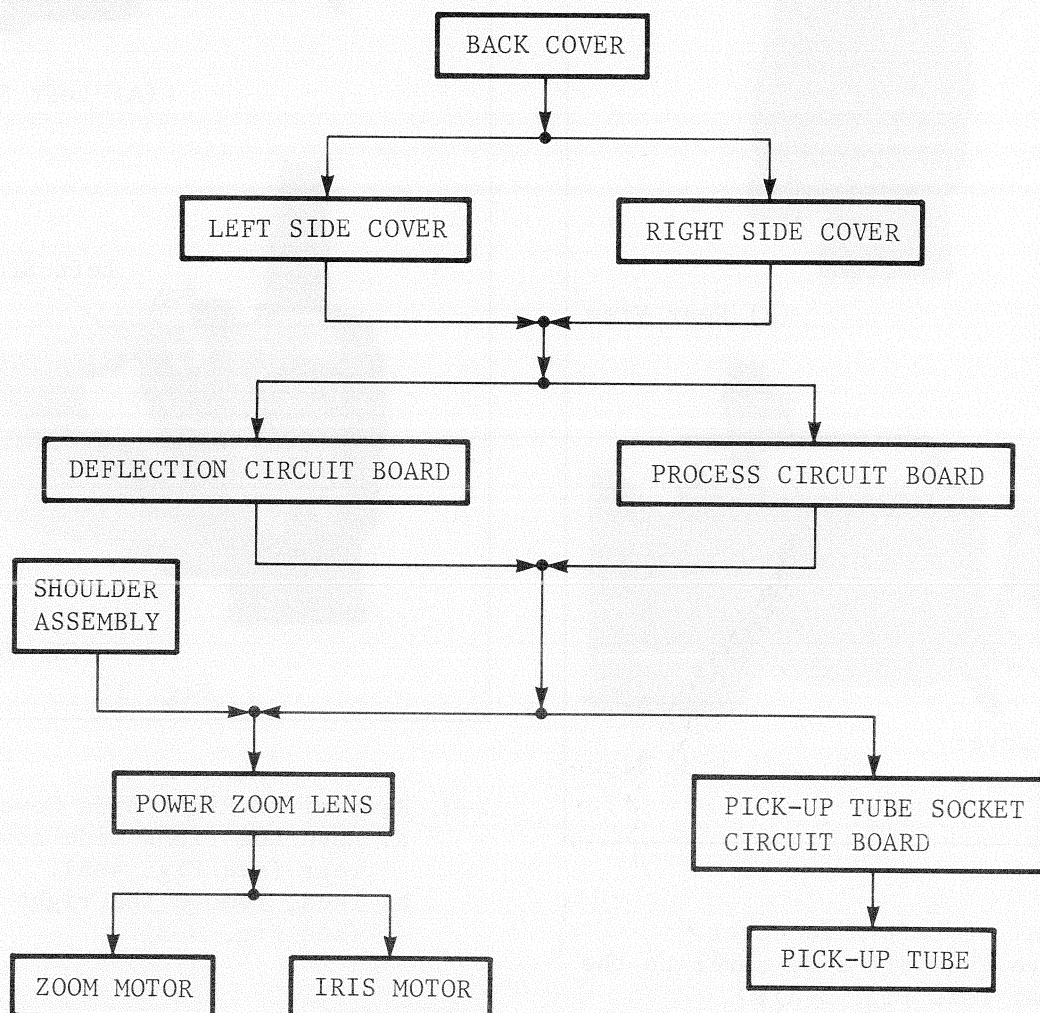 BACK COVER
LEFT SIDE COVER
RIGHT SIDE COVER
DEFLECTION CIRCUIT BOARD
PROCESS CIRCUIT BOARD
SHOULDER
ASSEMBLY
POWER ZOOM LENS
PICK-UP TUBE SOCKET
CIRCUIT BOARD
ZOOM MOTOR
IRIS MOTOR
PICK-UP TUBE